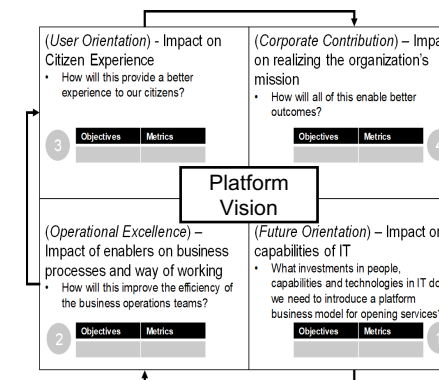 (User Orientation) - Impact on
Citizen Experience
• How will this provide a better
experience to our citizens?
Objectives Metrics
3
(Corporate Contribution) –
on realizing the organization's
mission
• How will all of this enable better
outcomes?
Objectives Metrics
Platform
Vision
(Operational Excellence) –
Impact of enablers on business
processes and way of working
• How will this improve the efficiency of
the business operations teams?
Objectives Metrics
2
(Future Orientation) – Impact on
capabilities of IT
• What investments in people,
capabilities and technologies in IT do
we need to introduce a platform
business model for opening services?
Objectives Metrics